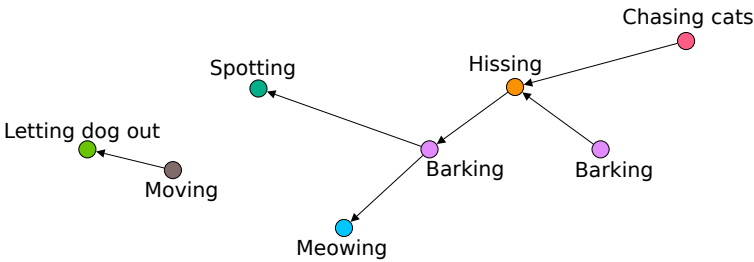 Chasing cats
Hissing
Spotting
Letting dog out
Barking
Barking
Moving
Meowing